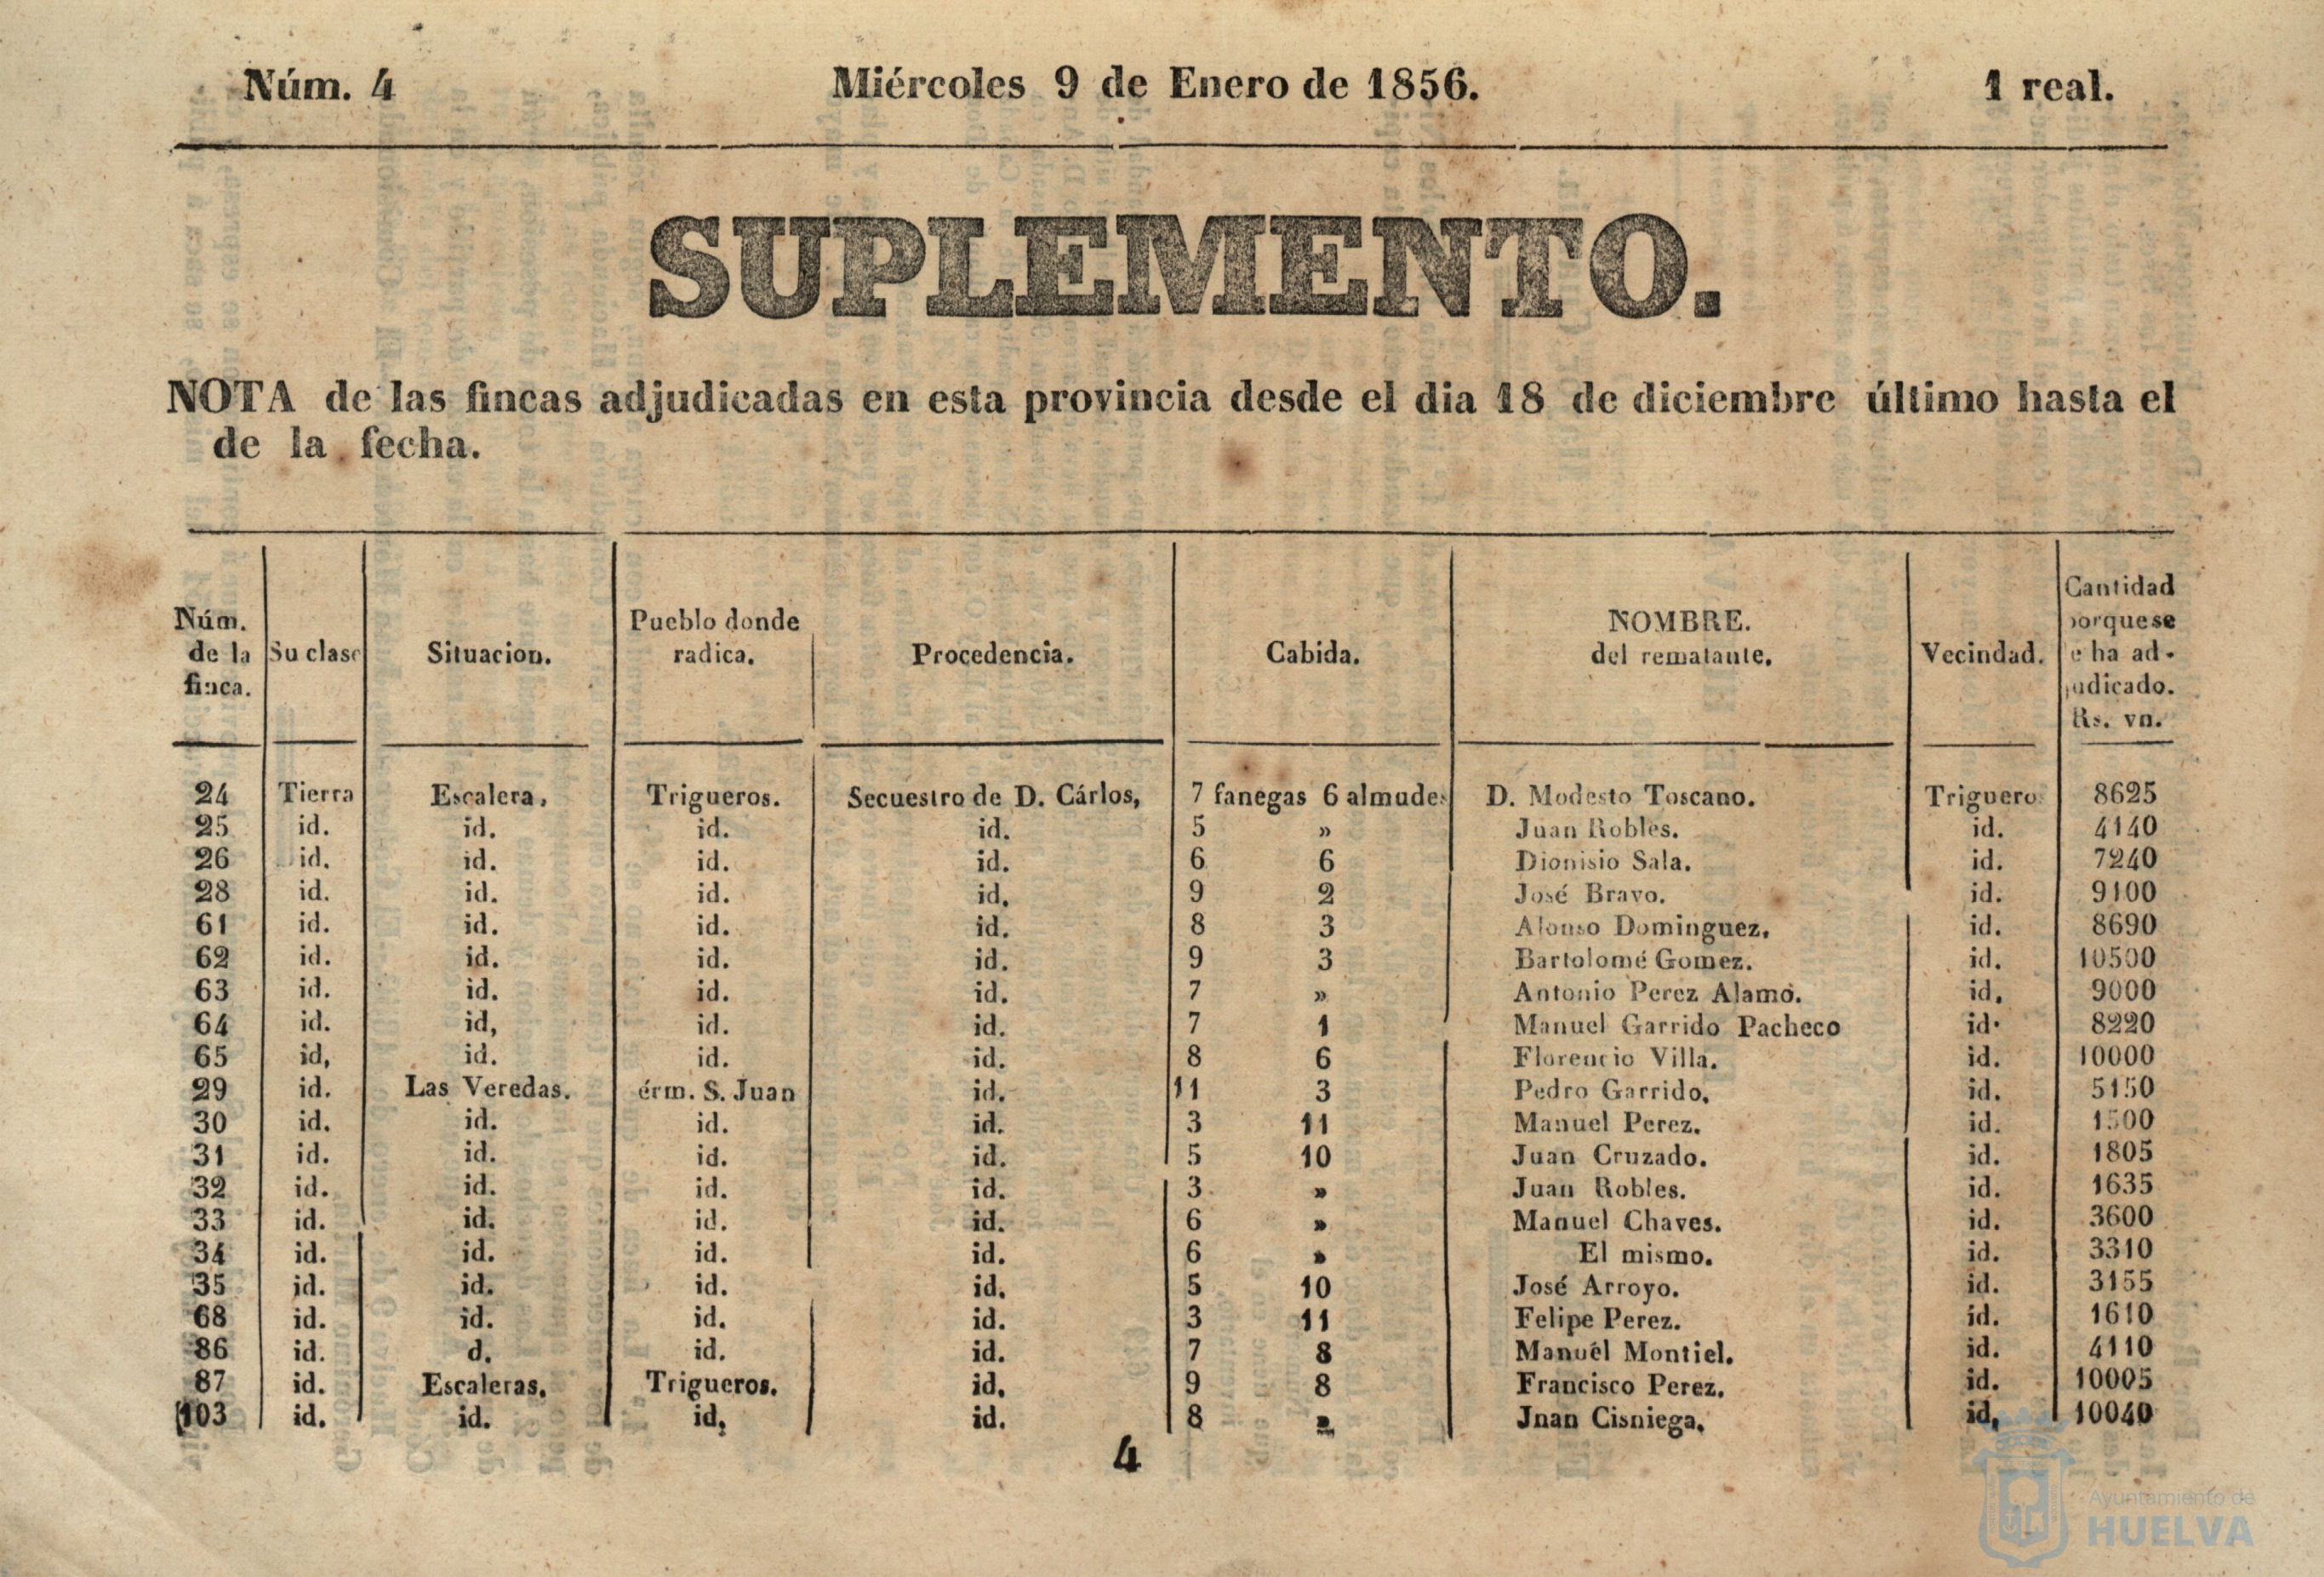 Núm. 4 Miércoles 9 de Enero de 1856. 1 real.
SUPLEMENTO.
NOTA de las fincas adjudicadas en esta provincia desde el dia 18 de diciembre último hasta el
de la fecha.
Núm. de la finca. Su clase Situacion. Pueblo donde radica. Procedencia. Cabida. NOMBRE. del rematante. Vecindad. Cantidad porque se e ha ad- judicado. Rs. vn.
24 Tierra Escalera. Trigueros. Secuestro de D. Cárlos, 7 fanegas 6 almudes D. Modesto Toscano. Triguero 8625
25 id. id. id. id. 5 » Juan Robles. id. 4140
26 id. id. id. id. 6 6 Dionisio Sala. id. 7240
28 id. id. id. id. 9 2 José Bravo. id. 9100
61 id. id. id. id. 8 3 Alonso Dominguez. id. 8690
62 id. id. id. id. 9 3 Bartolomé Gomez. id. 10500
63 id. id. id. id. 7 » Antonio Perez Alamo. id. 9000
64 id. id, id. id. 7 1 Manuel Garrido Pacheco id. 8220
65 id, id. id. id. 8 6 Florencio Villa. id. 10000
29 id. Las Veredas. érm. S. Juan id. 11 3 Pedro Garrido. id. 5150
30 id. id. id. id. 3 11 Manuel Perez. id. 1500
31 id. id. id. id. 5 10 Juan Cruzado. id. 1805
32 id. id. id. id. 3 » Juan Robles. id. 1635
33 id. id. id. id. 6 » Manuel Chaves. id. 3600
34 id. id. id. id. 6 » El mismo. id. 3310
35 id. id. id. id. 5 10 José Arroyo. id. 3155
68 id. id. id. id. 3 11 Felipe Perez. id. 1610
86 id. d. id. id. 7 8 Manuel Montiel. id. 4110
87 id. Escaleras. Trigueros. id. 9 8 Francisco Perez. id. 10005
103 id. id. id. id. 8 » Jnan Cisniega. id, 10040
4
Ayuntamiento de
HUELVA